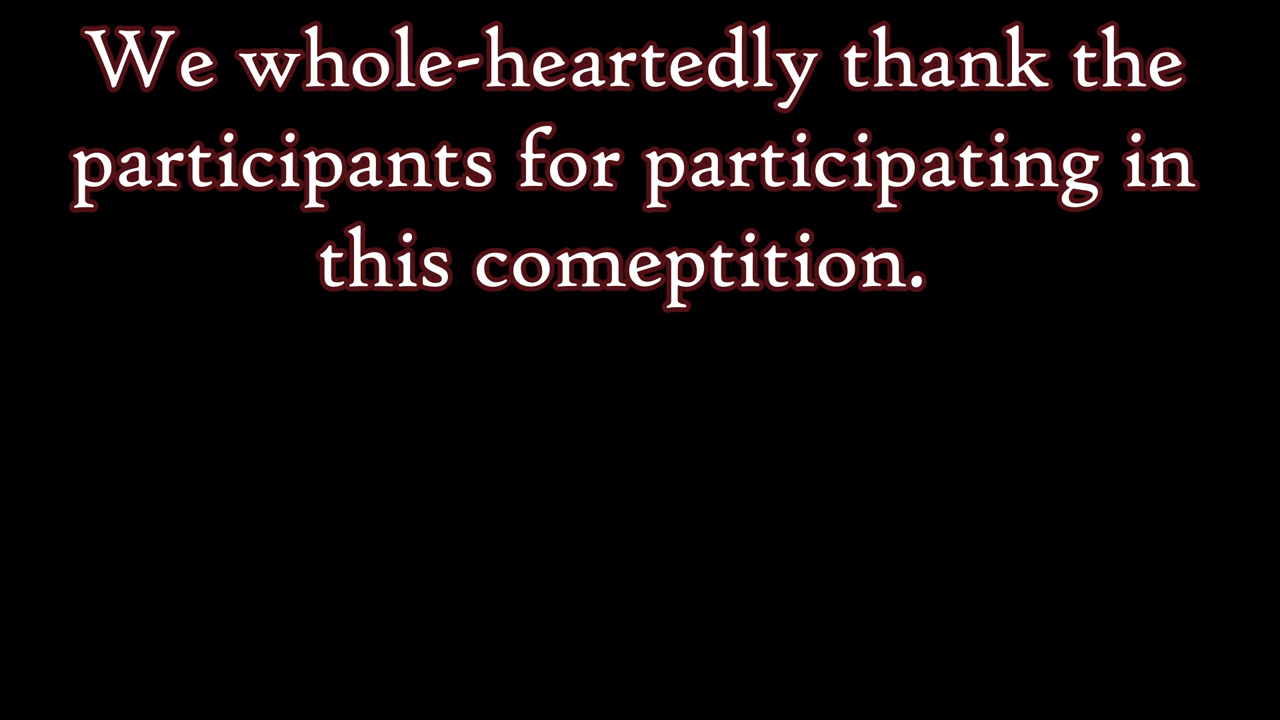 We whole-heartedly thank the
participants for participating in
this comeptition.